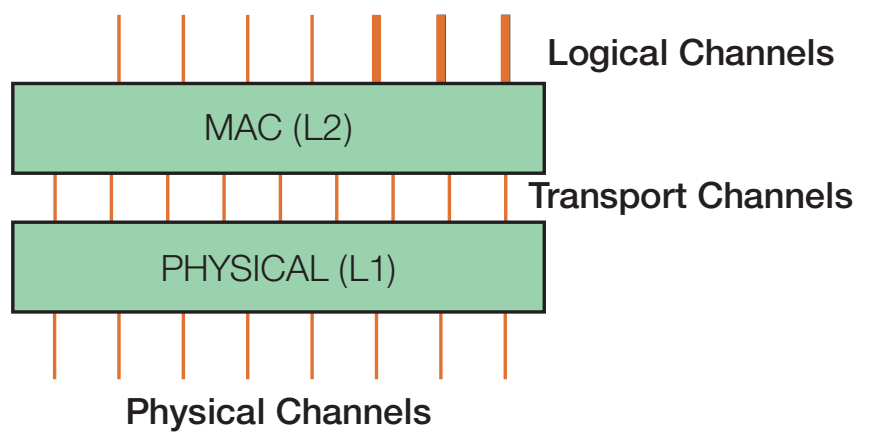 Logical Channels
MAC (L2)
Transport Channels
PHYSICAL (L1)
Physical Channels